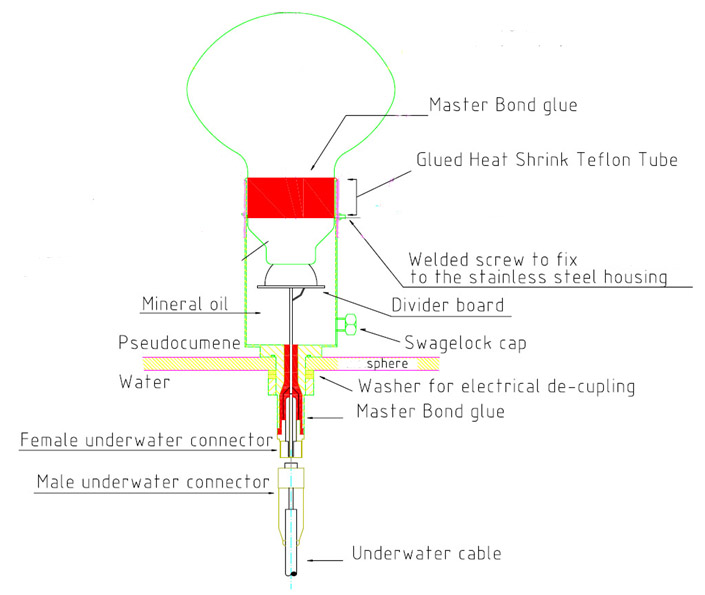 Master Bond glue
Glued Heat Shrink Teflon Tube
Welded screw to fix
to the stainless steel housing
Mineral oil
Divider board
Pseudocumene
Swagelock cap
sphere
Water
Washer for electrical de-cupling
Master Bond glue
Female underwater connector
Male underwater connector
Underwater cable